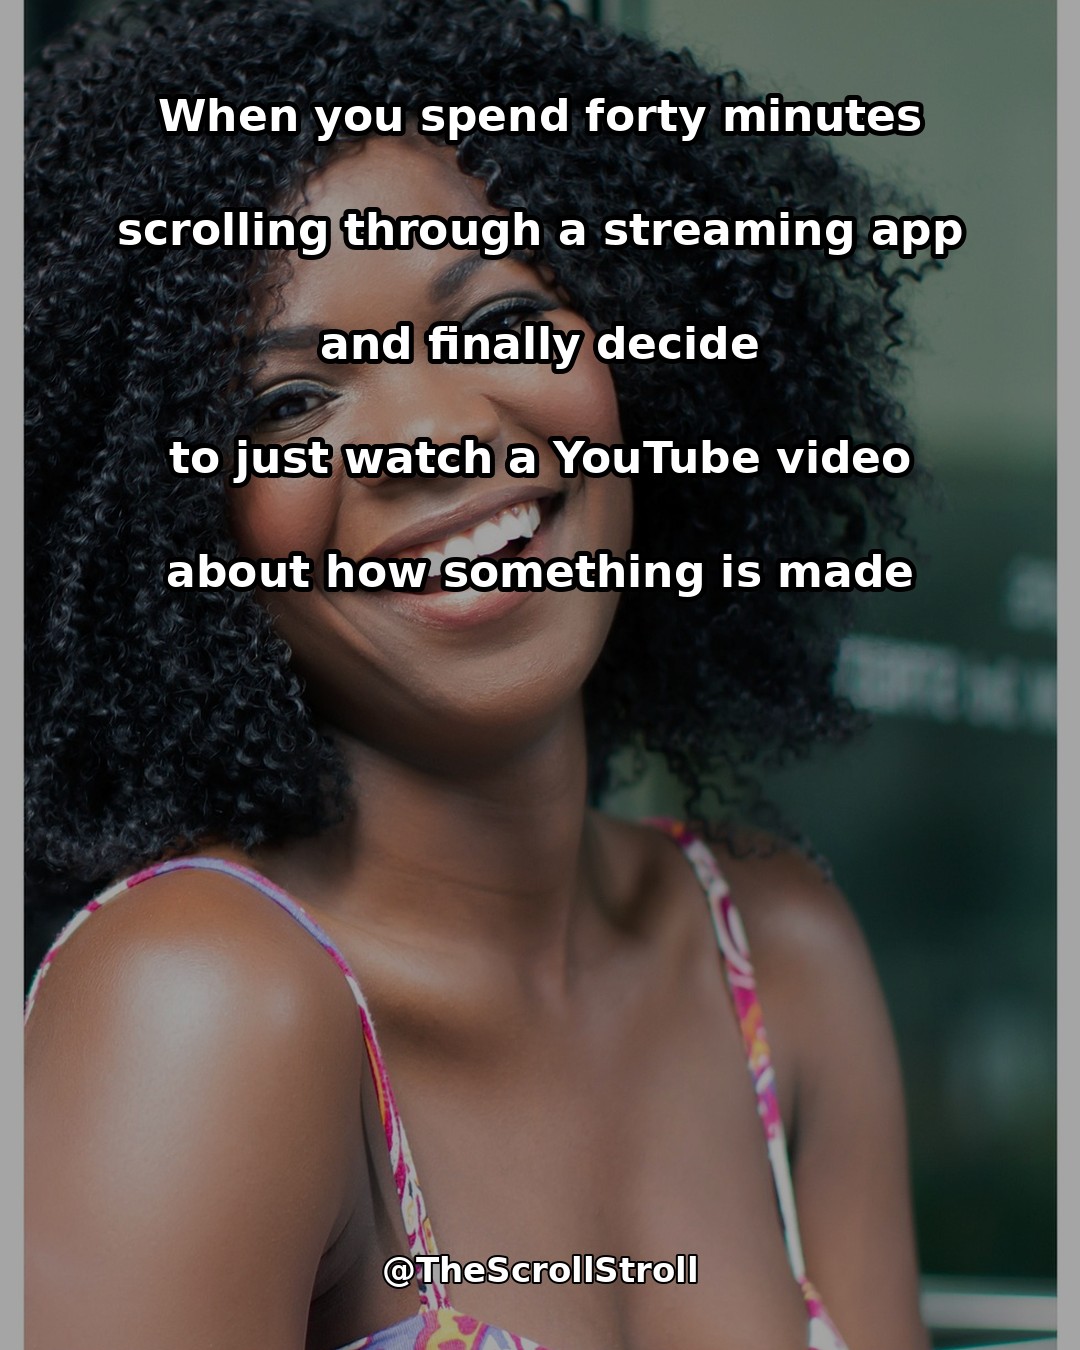 When you spend forty minutes
scrolling through a streaming app
and finally decide
to just watch a YouTube video
about how something is made
@TheScrollStroll